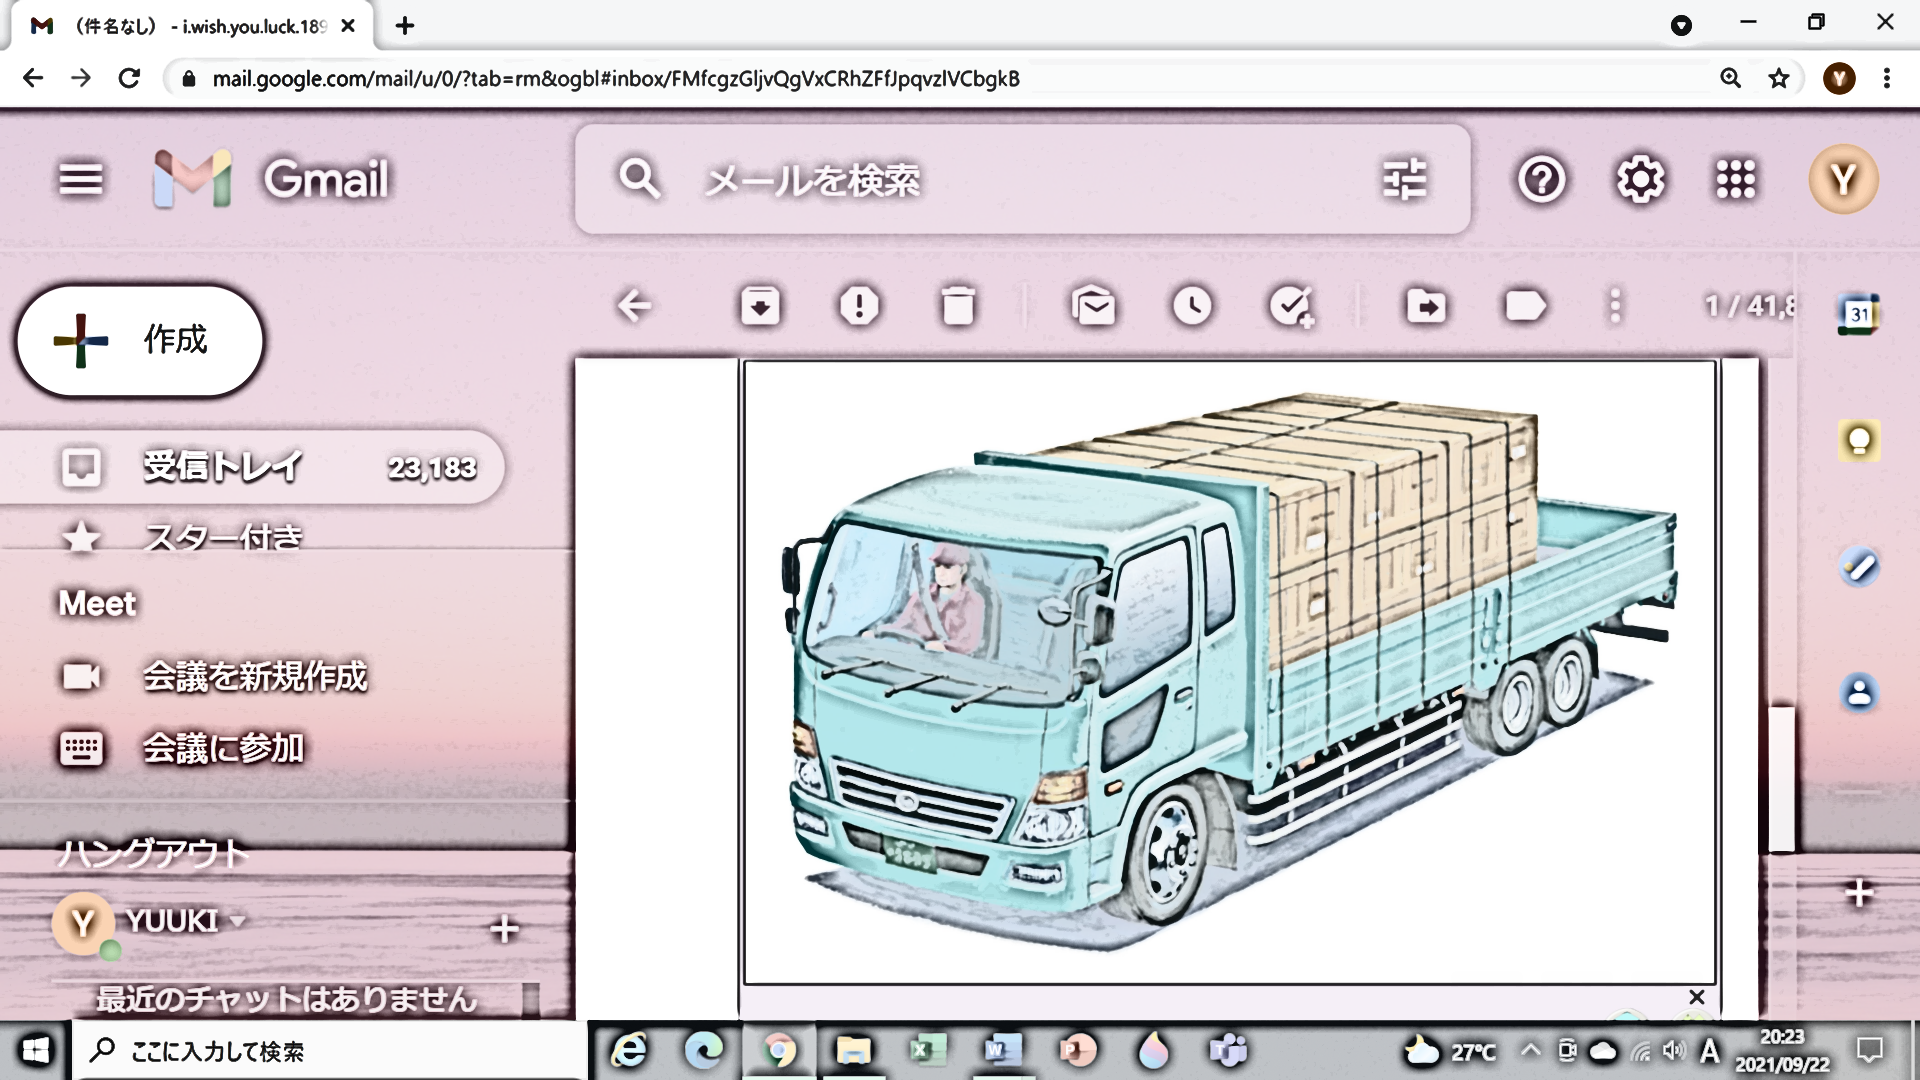 （件名なし） - i.wish.you.luck.189
mail.google.com/mail/u/0/?tab=rm&ogbl#inbox/FMfcgzGljvQgVxCRhZFfJpqvzlVCbgkB
Y
Gmail
メールを検索
Y
作成
1 / 41,8
31
受信トレイ 23,183
スター付き
Meet
会議を新規作成
会議に参加
ハングアウト
Y YUUKI
最近のチャットはありません
ここに入力して検索
27°C
A
20:23
2021/09/22